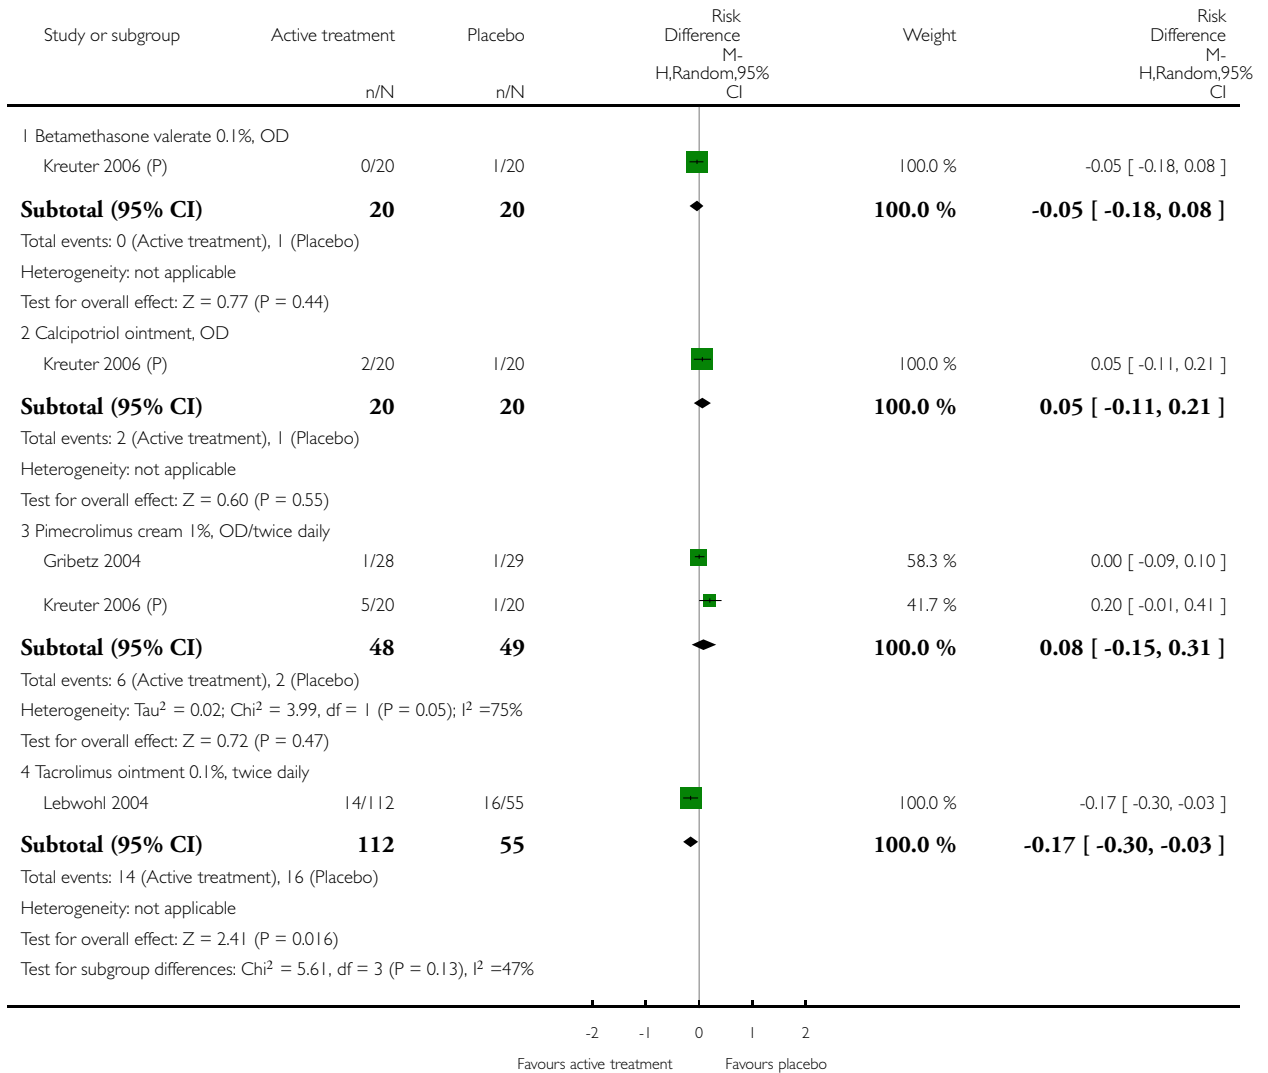 Risk
Risk
Study or subgroup Active treatment Placebo Difference Weight Difference
M-
M-
H,Random,95%
H,Random,95%
n/N n/N CI CI
1 Betamethasone valerate 0.1%, OD
Kreuter 2006 (P) 0/20 1/20 100.0 % -0.05 [ -0.18, 0.08 ]
Subtotal (95% CI) 20 20 100.0 % -0.05 [ -0.18, 0.08 ]
Total events: 0 (Active treatment), 1 (Placebo)
Heterogeneity: not applicable
Test for overall effect: Z = 0.77 (P = 0.44)
2 Calcipotriol ointment, OD
Kreuter 2006 (P) 2/20 1/20 100.0 % 0.05 [ -0.11, 0.21 ]
Subtotal (95% CI) 20 20 100.0 % 0.05 [ -0.11, 0.21 ]
Total events: 2 (Active treatment), 1 (Placebo)
Heterogeneity: not applicable
Test for overall effect: Z = 0.60 (P = 0.55)
3 Pimecrolimus cream 1%, OD/twice daily
Gribetz 2004 1/28 1/29 58.3 % 0.00 [ -0.09, 0.10 ]
Kreuter 2006 (P) 5/20 1/20 41.7 % 0.20 [ -0.01, 0.41 ]
Subtotal (95% CI) 48 49 100.0 % 0.08 [ -0.15, 0.31 ]
Total events: 6 (Active treatment), 2 (Placebo)
Heterogeneity: Tau² = 0.02; Chi² = 3.99, df = 1 (P = 0.05); I² =75%
Test for overall effect: Z = 0.72 (P = 0.47)
4 Tacrolimus ointment 0.1%, twice daily
Lebwohl 2004 14/112 16/55 100.0 % -0.17 [ -0.30, -0.03 ]
Subtotal (95% CI) 112 55 100.0 % -0.17 [ -0.30, -0.03 ]
Total events: 14 (Active treatment), 16 (Placebo)
Heterogeneity: not applicable
Test for overall effect: Z = 2.41 (P = 0.016)
Test for subgroup differences: Chi² = 5.61, df = 3 (P = 0.13), I² =47%
-2 -1 0 1 2
Favours active treatment Favours placebo